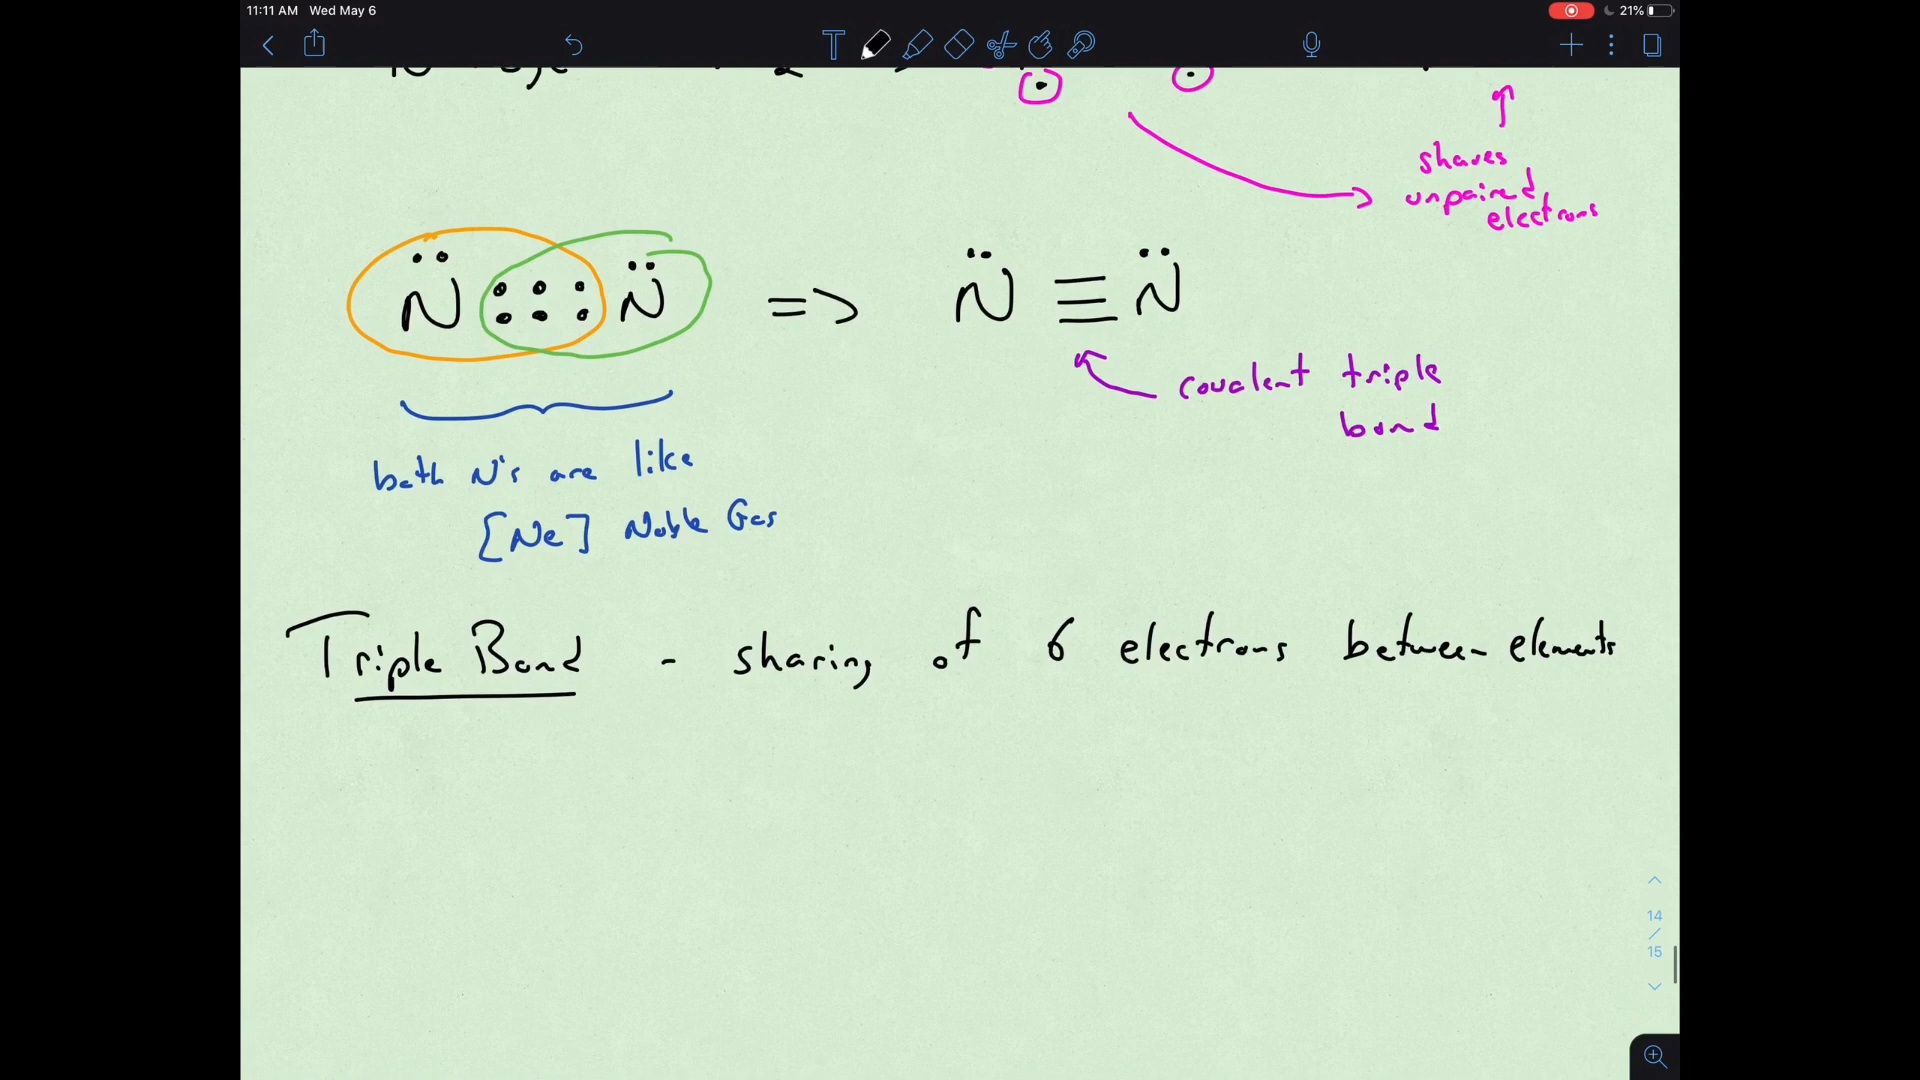 11:11 AM Wed May 6
21%
T
shares
unpaired
electrons
N N => N ≡ N
covalent triple
bond
both N's are like
[Ne] Noble Gas
Triple Bond - sharing of 6 electrons between elements
14
/
15